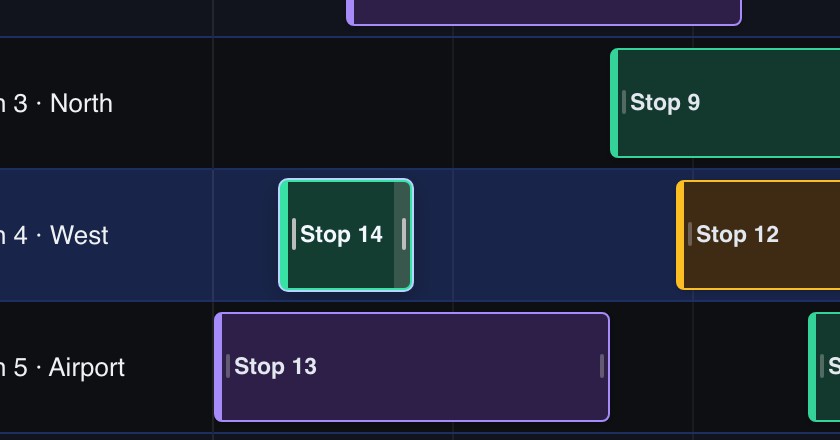 n 3 · North
Stop 9
n 4 · West
Stop 14
Stop 12
n 5 · Airport
Stop 13
S